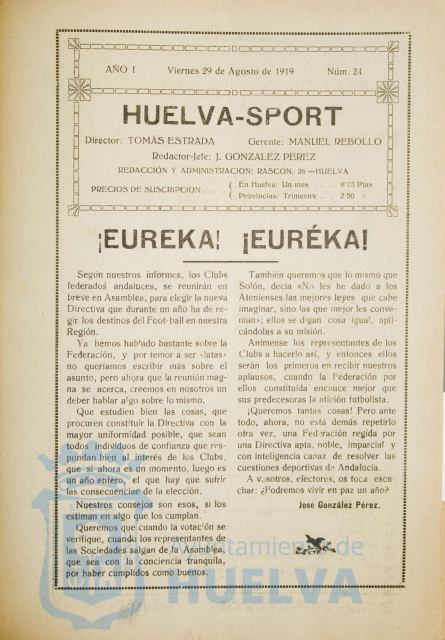 AÑO I Viernes 29 de Agosto de 1919 Núm. 24
HUELVA-SPORT
Director: TOMÁS ESTRADA Gerente: MANUEL REBOLLO
Redactor-Jefe: J. GONZALEZ PEREZ
REDACCIÓN Y ADMINISTRACION: RASCON, 26 — HUELVA
PRECIOS DE SUSCRIPCION . . . ( En Huelva: Un mes . . 0'75 Ptas
( Provincias: Trimestre . . 2'50 »
¡EUREKA! ¡EURÉKA!
Según nuestros informes, los Clubs
federados andaluces, se reunirán en
breve en Asamblea, para elegir la nueva
Directiva que durante un año ha de re-
gir los destinos del Foot-ball en nuestra
Región.
Ya hemos hablado bastante sobre la
Federación, y por temor a ser «latas»
no queríamos escribir más sobre el
asunto, pero ahora que la reunión mag-
na se acerca, creemos en nosotros un
deber hablar algo sobre lo mismo.
Que estudien bien las cosas, que
procuren constituir la Directiva con la
mayor uniformidad posible, que sean
todos individuos de confianza que res-
pondan bien al interés de los Clubs,
que si ahora es un momento, luego es
un año entero, el que hay que sufrir
las consecuencias de la elección.
Nuestros consejos son esos, si los
estiman en algo que los cumplan.
Queremos que cuando la votación se
verifique, cuando los representantes de
las Sociedades salgan de la Asamblea,
que sea con la conciencia tranquila,
por haber cumplidos como buenos.
También queremos que lo mismo que
Solón, decía «No les he dado a los
Atenienses las mejores leyes que cabe
imaginar, sino las que mejor les conve-
nían»; ellos se digan cosa igual, apli-
cándolas a su misión.
Anímense los representantes de los
Clubs a hacerlo así, y entonces ellos
serán los primeros en recibir nuestros
aplausos, cuando la Federación por
ellos constituida encauce mejor que
sus predecesoras la afición futbolista.
¡Queremos tantas cosas! Pero ante
todo, ahora, no está demás repetirlo
otra vez, una Federación regida por
una Directiva apta, noble, imparcial y
con inteligencia capaz de resolver las
cuestiones deportivas de Andalucía.
A vosotros, electores, os toca escu-
char: ¿Podremos vivir en paz un año?
José González Pérez.
Ayuntamiento de
HUELVA